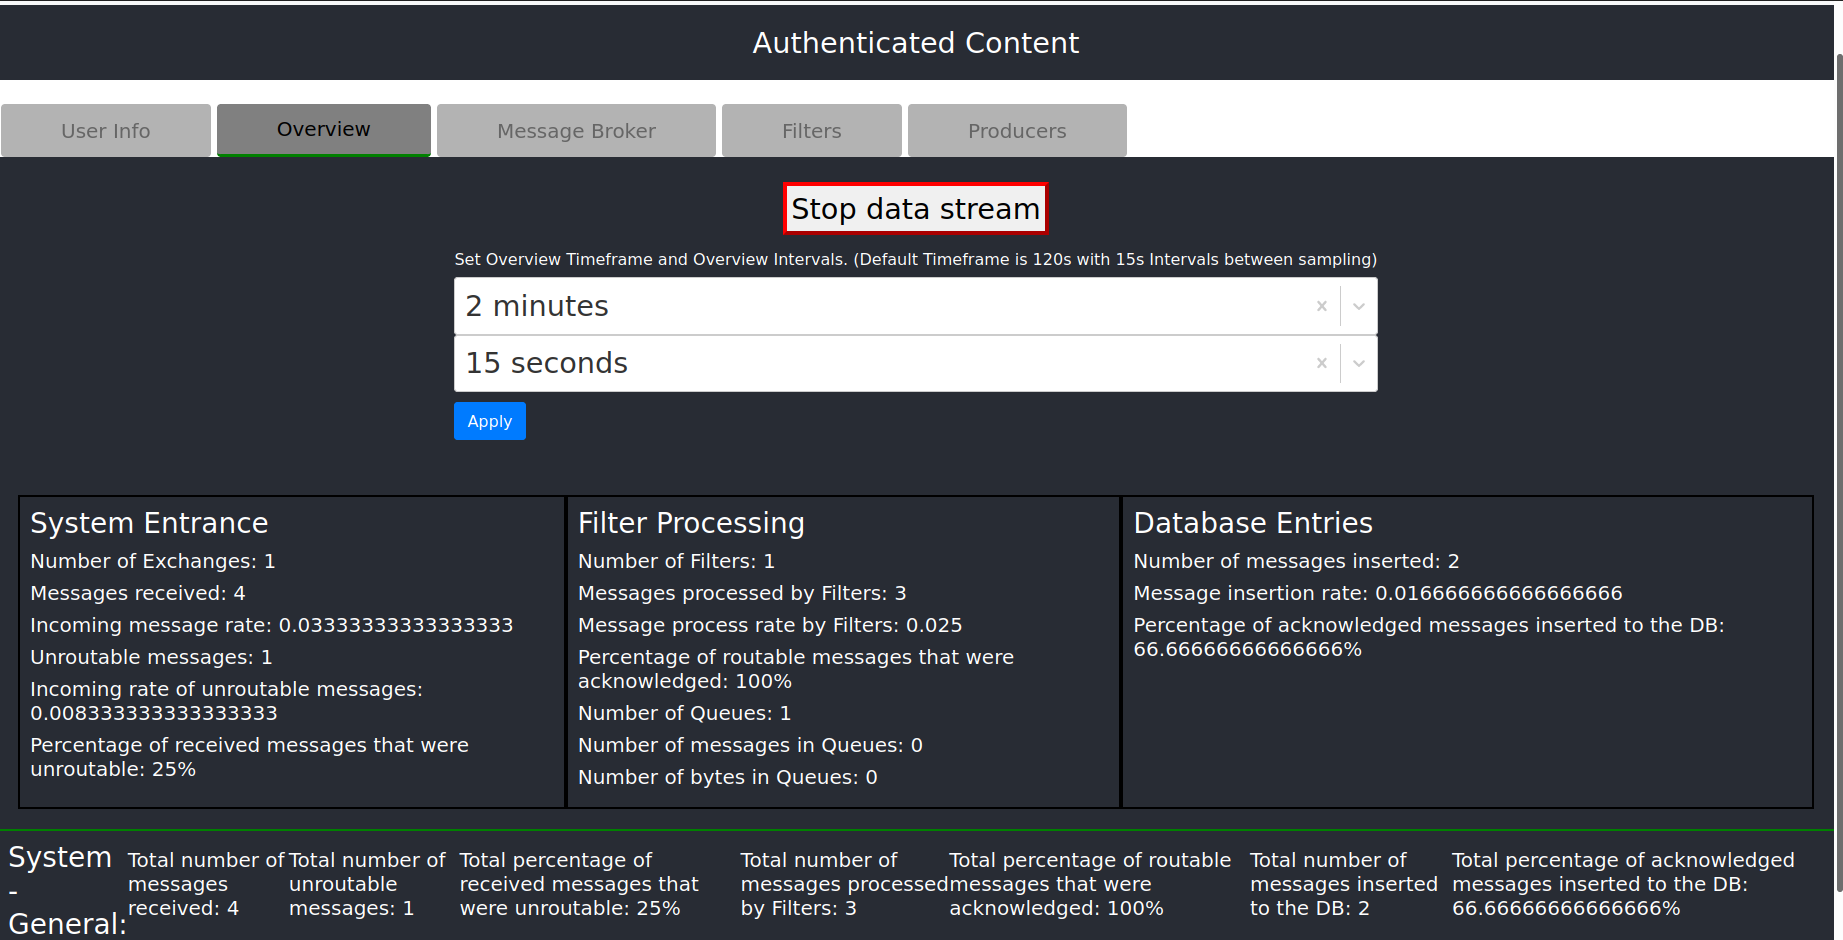 Authenticated Content
User Info
Overview
Message Broker
Filters
Producers
Stop data stream
Set Overview Timeframe and Overview Intervals. (Default Timeframe is 120s with 15s Intervals between sampling)
2 minutes
15 seconds
Apply
System Entrance
Number of Exchanges: 1
Messages received: 4
Incoming message rate: 0.03333333333333333
Unroutable messages: 1
Incoming rate of unroutable messages:
0.008333333333333333
Percentage of received messages that were
unroutable: 25%
Filter Processing
Number of Filters: 1
Messages processed by Filters: 3
Message process rate by Filters: 0.025
Percentage of routable messages that were
acknowledged: 100%
Number of Queues: 1
Number of messages in Queues: 0
Number of bytes in Queues: 0
Database Entries
Number of messages inserted: 2
Message insertion rate: 0.016666666666666666
Percentage of acknowledged messages inserted to the DB:
66.66666666666666%
System
-
General:
Total number of
messages
received: 4
Total number of
unroutable
messages: 1
Total percentage of
received messages that
were unroutable: 25%
Total number of
messages processed
by Filters: 3
Total percentage of routable
messages that were
acknowledged: 100%
Total number of
messages inserted
to the DB: 2
Total percentage of acknowledged
messages inserted to the DB:
66.66666666666666%